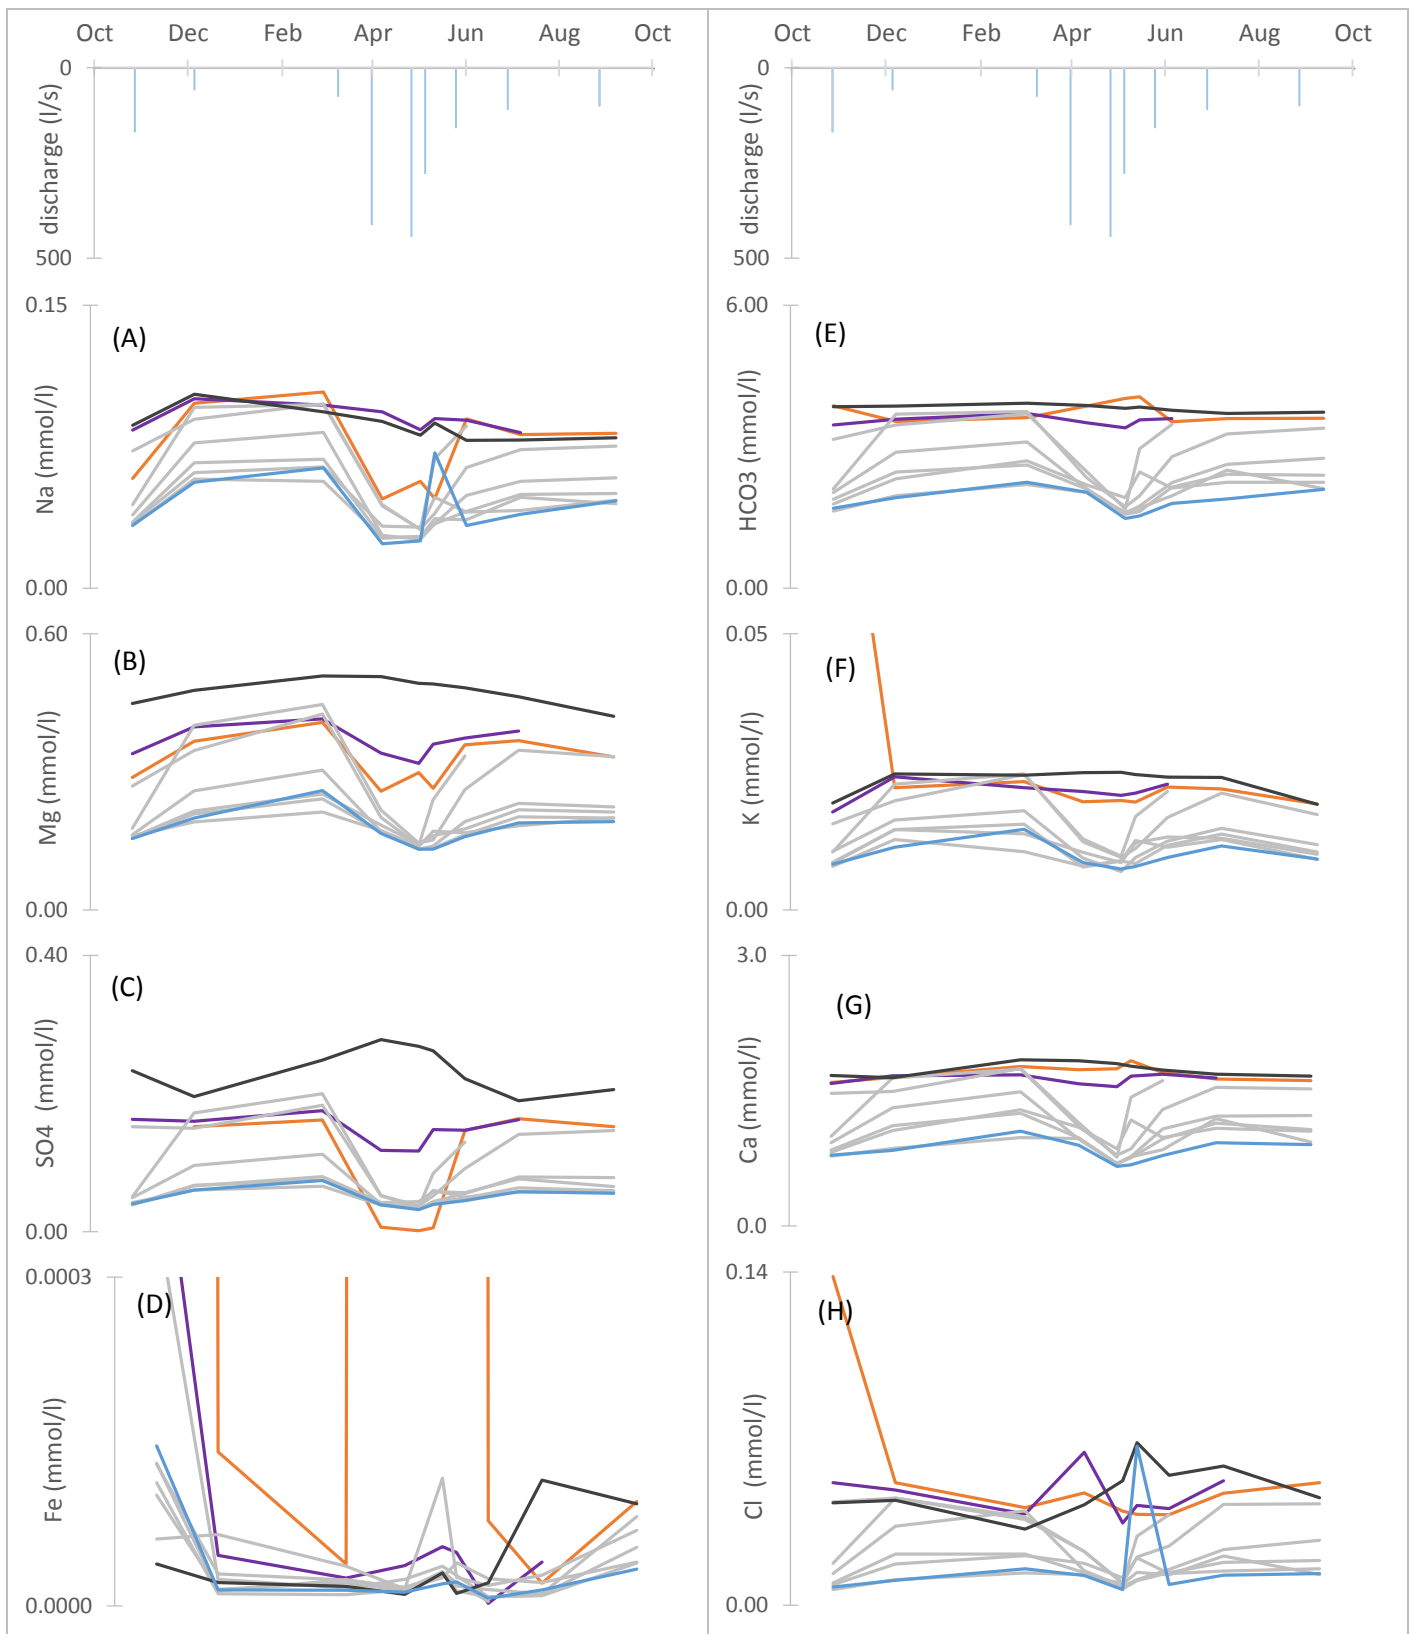 Oct Dec Feb Apr Jun Aug Oct
0
discharge (l/s)
500
0.15
(A)
Na (mmol/l)
0.00
0.60
(B)
Mg (mmol/l)
0.00
0.40
(C)
SO4 (mmol/l)
0.00
0.0003
(D)
Fe (mmol/l)
0.0000
Oct Dec Feb Apr Jun Aug Oct
0
discharge (l/s)
500
6.00
(E)
HCO3 (mmol/l)
0.00
0.05
(F)
K (mmol/l)
0.00
3.0
(G)
Ca (mmol/l)
0.0
0.14
(H)
Cl (mmol/l)
0.00